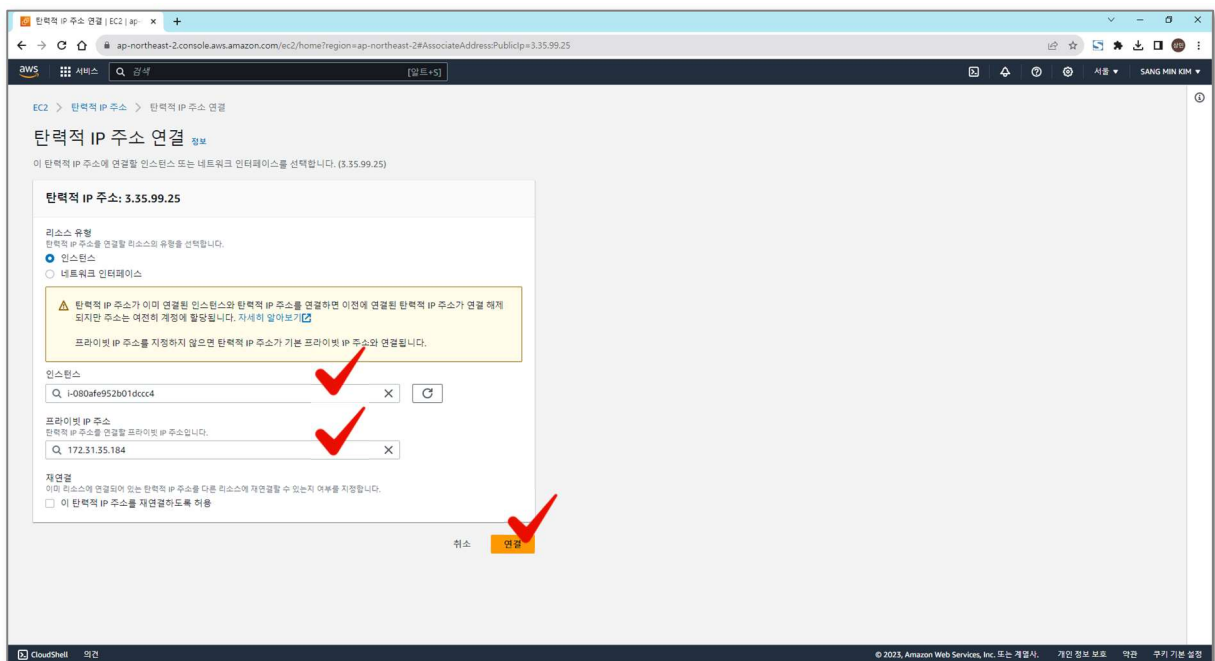 탄력적 IP 주소 연결 | EC2 | ap-
ap-northeast-2.console.aws.amazon.com/ec2/home?region=ap-northeast-2#AssociateAddress:PublicIp=3.35.99.25
aws 서비스 검색 [알트+S] 서울 SANG MIN KIM
EC2 > 탄력적 IP 주소 > 탄력적 IP 주소 연결
탄력적 IP 주소 연결 정보
이 탄력적 IP 주소에 연결할 인스턴스 또는 네트워크 인터페이스를 선택합니다. (3.35.99.25)
탄력적 IP 주소: 3.35.99.25
리소스 유형
탄력적 IP 주소를 연결할 리소스의 유형을 선택합니다.
인스턴스
네트워크 인터페이스
탄력적 IP 주소가 이미 연결된 인스턴스와 탄력적 IP 주소를 연결하면 이전에 연결된 탄력적 IP 주소가 연결 해제
되지만 주소는 여전히 계정에 할당됩니다. 자세히 알아보기
프라이빗 IP 주소를 지정하지 않으면 탄력적 IP 주소가 기본 프라이빗 IP 주소와 연결됩니다.
인스턴스
i-080afe952b01dccc4
프라이빗 IP 주소
탄력적 IP 주소를 연결할 프라이빗 IP 주소입니다.
172.31.35.184
재연결
이미 리소스에 연결되어 있는 탄력적 IP 주소를 다른 리소스에 재연결할 수 있는지 여부를 지정합니다.
이 탄력적 IP 주소를 재연결하도록 허용
취소 연결
CloudShell 의견 © 2023, Amazon Web Services, Inc. 또는 계열사. 개인 정보 보호 약관 쿠키 기본 설정